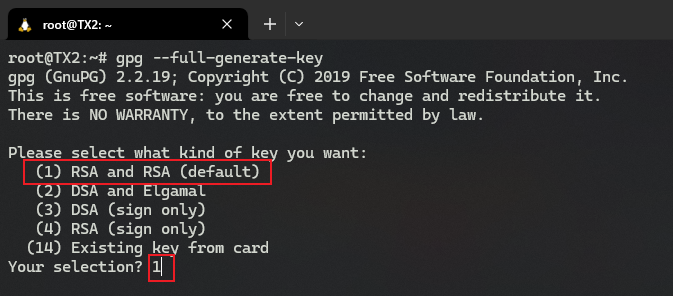 root@TX2: ~
root@TX2:~# gpg --full-generate-key
gpg (GnuPG) 2.2.19; Copyright (C) 2019 Free Software Foundation, Inc.
This is free software: you are free to change and redistribute it.
There is NO WARRANTY, to the extent permitted by law.
Please select what kind of key you want:
(1) RSA and RSA (default)
(2) DSA and Elgamal
(3) DSA (sign only)
(4) RSA (sign only)
(14) Existing key from card
Your selection? 1